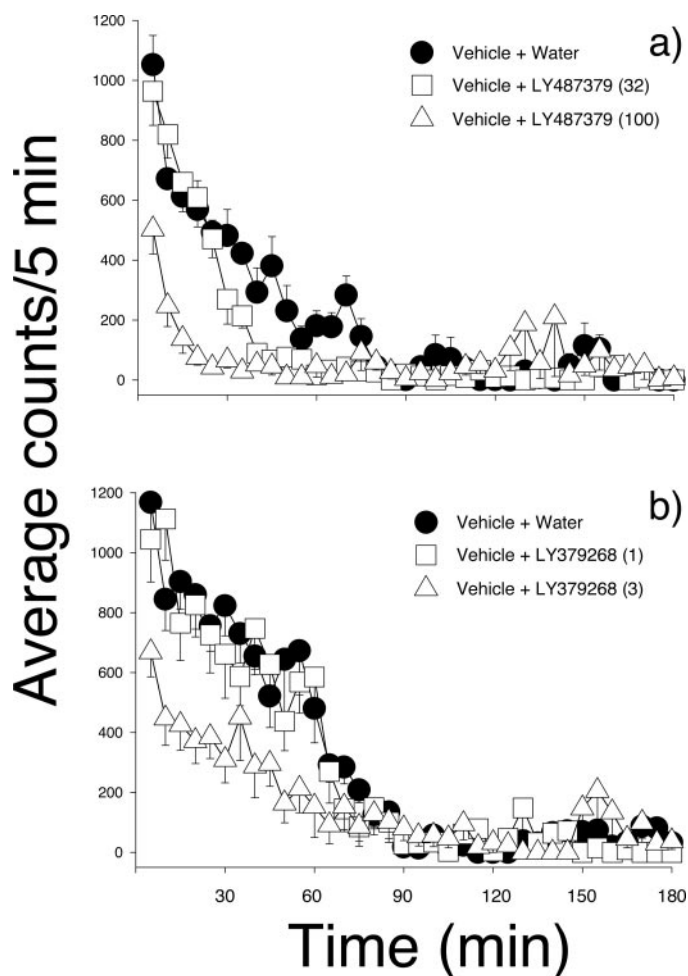 Average counts/5 min
a)
Vehicle + Water
Vehicle + LY487379 (32)
Vehicle + LY487379 (100)
1200
1000
800
600
400
200
0
b)
Vehicle + Water
Vehicle + LY379268 (1)
Vehicle + LY379268 (3)
1200
1000
800
600
400
200
0
30 60 90 120 150 180
Time (min)